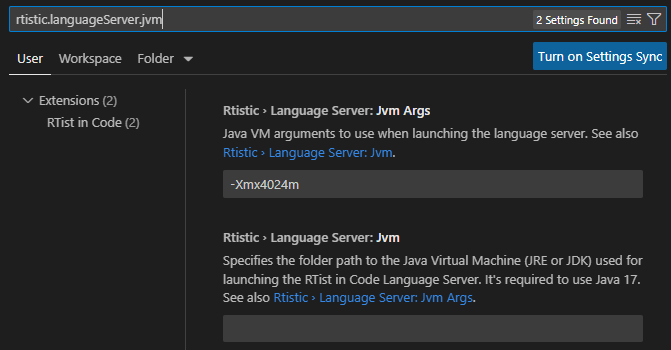 rtistic.languageServer.jvm
2 Settings Found
User Workspace Folder
Turn on Settings Sync
Extensions (2)
RTist in Code (2)
Rtistic › Language Server: Jvm Args
Java VM arguments to use when launching the language server. See also
Rtistic › Language Server: Jvm.
-Xmx4024m
Rtistic › Language Server: Jvm
Specifies the folder path to the Java Virtual Machine (JRE or JDK) used for
launching the RTist in Code Language Server. It's required to use Java 17.
See also Rtistic › Language Server: Jvm Args.